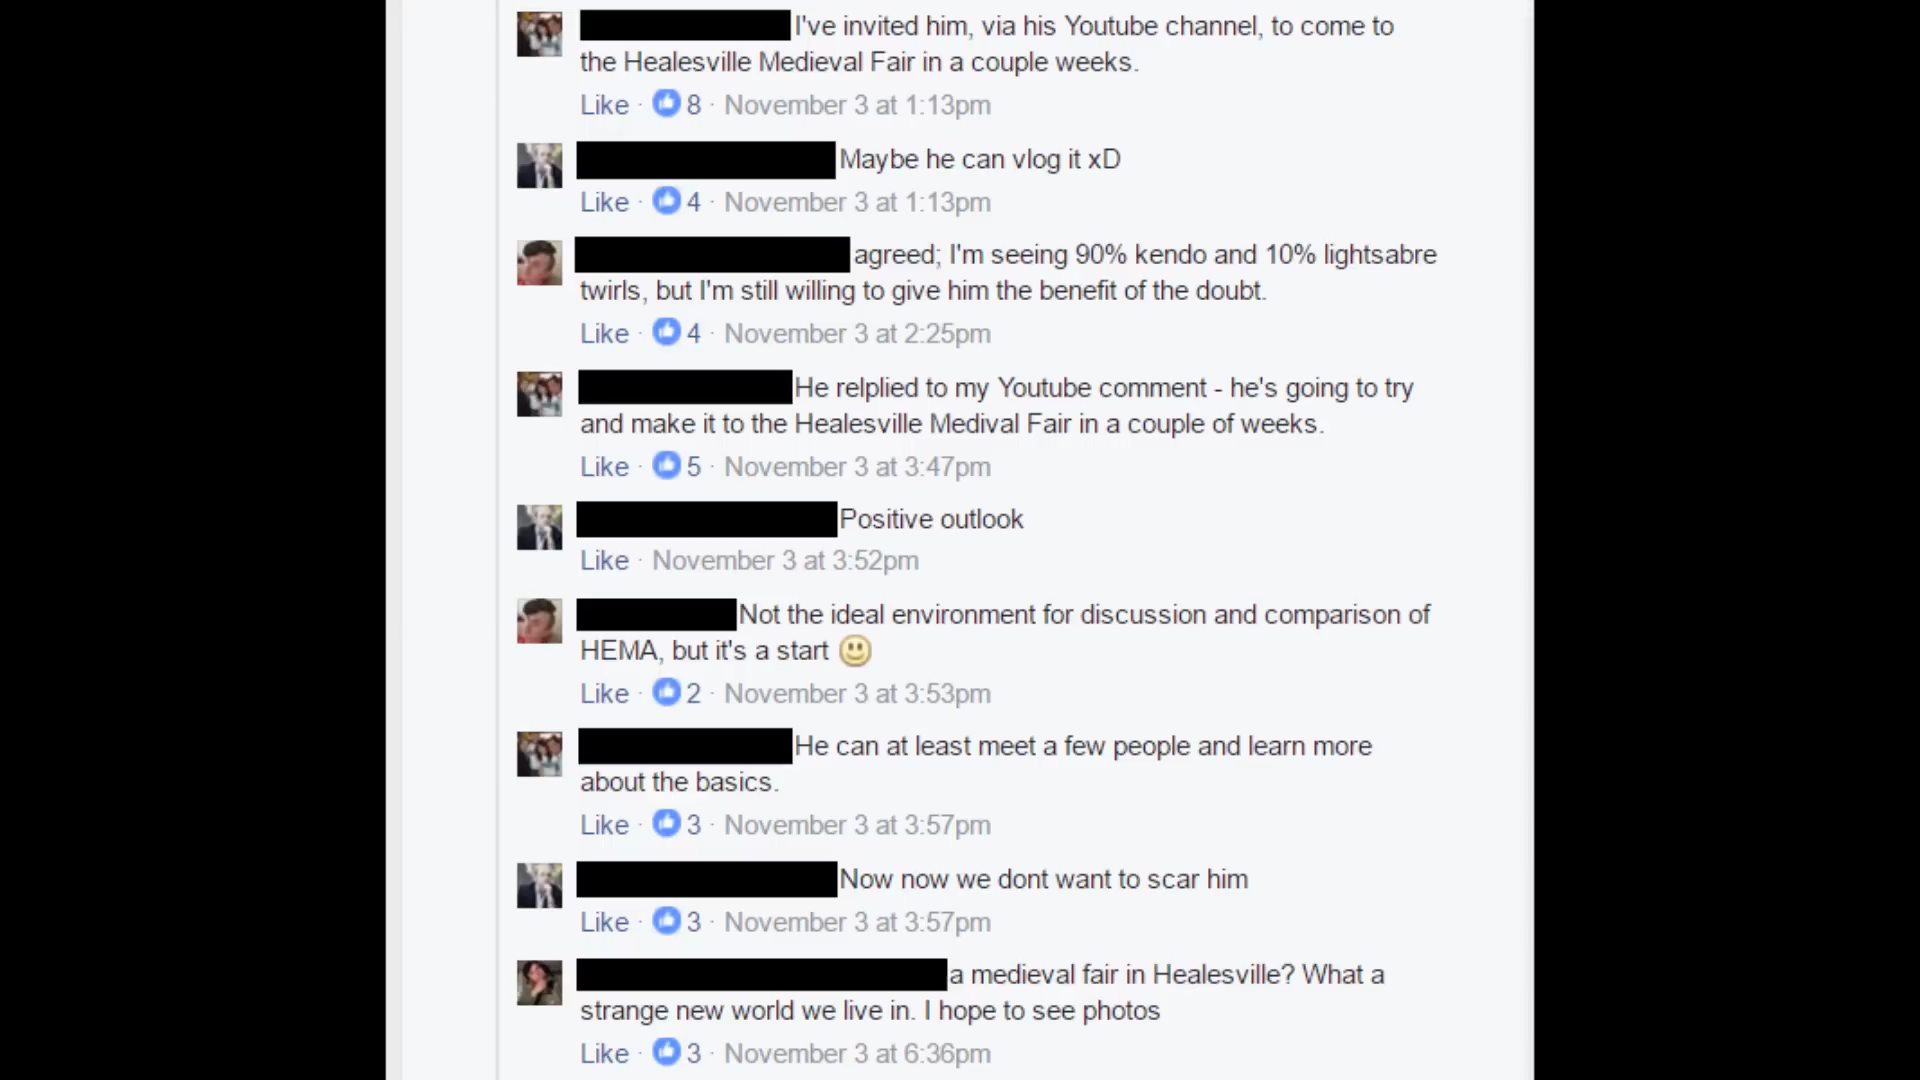 I've invited him, via his Youtube channel, to come to
the Healesville Medieval Fair in a couple weeks.
Like · 8 · November 3 at 1:13pm
Maybe he can vlog it xD
Like · 4 · November 3 at 1:13pm
agreed; I'm seeing 90% kendo and 10% lightsabre
twirls, but I'm still willing to give him the benefit of the doubt.
Like · 4 · November 3 at 2:25pm
He relplied to my Youtube comment - he's going to try
and make it to the Healesville Medival Fair in a couple of weeks.
Like · 5 · November 3 at 3:47pm
Positive outlook
Like · November 3 at 3:52pm
Not the ideal environment for discussion and comparison of
HEMA, but it's a start 🙂
Like · 2 · November 3 at 3:53pm
He can at least meet a few people and learn more
about the basics.
Like · 3 · November 3 at 3:57pm
Now now we dont want to scar him
Like · 3 · November 3 at 3:57pm
a medieval fair in Healesville? What a
strange new world we live in. I hope to see photos
Like · 3 · November 3 at 6:36pm